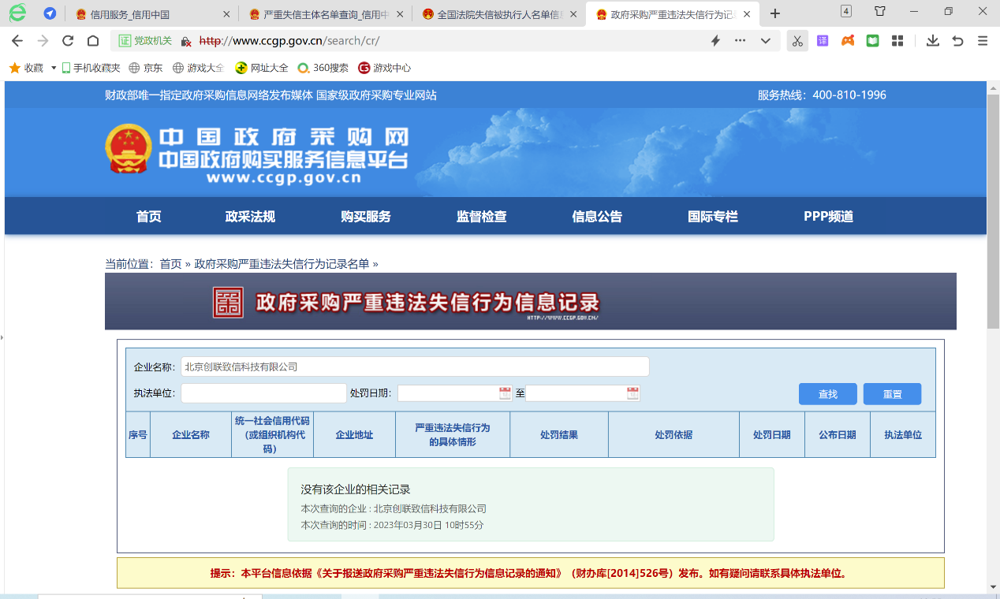 信用服务_信用中国
严重失信主体名单查询_信用中
全国法院失信被执行人名单信息
政府采购严重违法失信行为记录
4
证 党政机关 http://www.ccgp.gov.cn/search/cr/
译
收藏 手机收藏夹 京东 游戏大全 网址大全 360搜索 游戏中心
财政部唯一指定政府采购信息网络发布媒体 国家级政府采购专业网站
服务热线：400-810-1996
中国政府采购网
中国政府购买服务信息平台
www.ccgp.gov.cn
首页 政采法规 购买服务 监督检查 信息公告 国际专栏 PPP频道
当前位置：首页 » 政府采购严重违法失信行为记录名单 »
政府采购严重违法失信行为信息记录
HTTP://WWW.CCGP.GOV.CN/
企业名称：北京创联致信科技有限公司
执法单位： 处罚日期： 至 查找 重置
序号 企业名称 统一社会信用代码（或组织机构代码） 企业地址 严重违法失信行为的具体情形 处罚结果 处罚依据 处罚日期 公布日期 执法单位
没有该企业的相关记录
本次查询的企业 : 北京创联致信科技有限公司
本次查询的时间 : 2023年03月30日 10时55分
提示：本平台信息依据《关于报送政府采购严重违法失信行为信息记录的通知》（财办库[2014]526号）发布。如有疑问请联系具体执法单位。